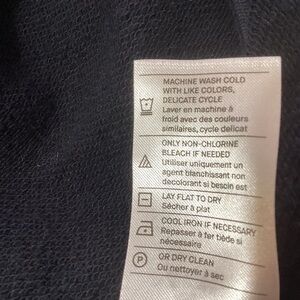 MACHINE WASH COLD
WITH LIKE COLORS,
DELICATE CYCLE
Laver en machine à
froid avec des couleurs
similaires, cycle delicat
ONLY NON-CHLORINE
BLEACH IF NEEDED
Utiliser uniquement un
agent blanchissant non
decolorant si besoin est
LAY FLAT TO DRY
Sécher à plat
COOL IRON IF NECESSARY
Repasser à fer tiède si
nécessaire
P
OR DRY CLEAN
Ou nettoyer à sec